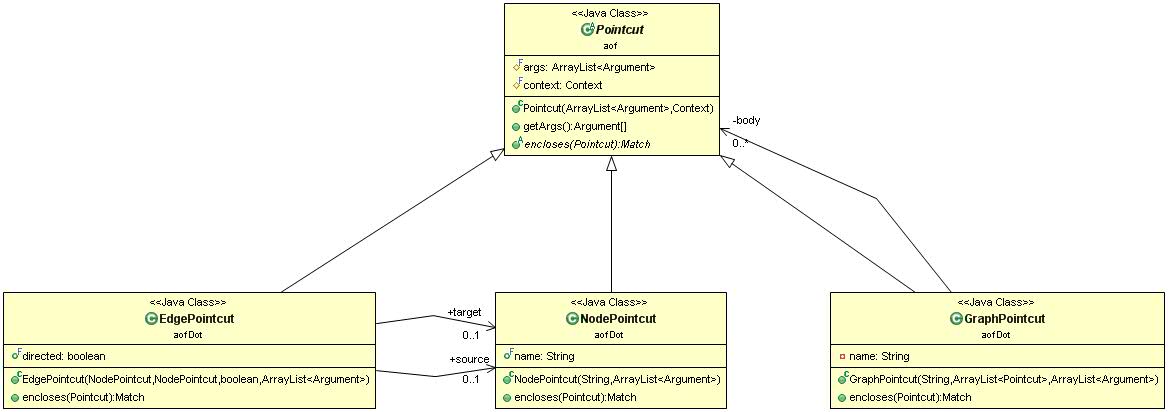 <<Java Class>>
Pointcut
aof
args: ArrayList<Argument>
context: Context
Pointcut(ArrayList<Argument>,Context)
getArgs():Argument[]
encloses(Pointcut):Match
-body
0..*
<<Java Class>>
EdgePointcut
aofDot
directed: boolean
EdgePointcut(NodePointcut,NodePointcut,boolean,ArrayList<Argument>)
encloses(Pointcut):Match
+target
0..1
+source
0..1
<<Java Class>>
NodePointcut
aofDot
name: String
NodePointcut(String,ArrayList<Argument>)
encloses(Pointcut):Match
<<Java Class>>
GraphPointcut
aofDot
name: String
GraphPointcut(String,ArrayList<Pointcut>,ArrayList<Argument>)
encloses(Pointcut):Match